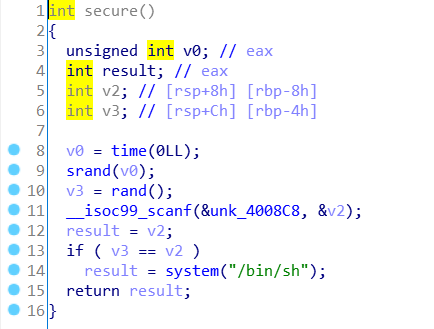 1 int secure()
2 {
3 unsigned int v0; // eax
4 int result; // eax
5 int v2; // [rsp+8h] [rbp-8h]
6 int v3; // [rsp+Ch] [rbp-4h]
7
8 v0 = time(0LL);
9 srand(v0);
10 v3 = rand();
11 __isoc99_scanf(&unk_4008C8, &v2);
12 result = v2;
13 if ( v3 == v2 )
14 result = system("/bin/sh");
15 return result;
16 }